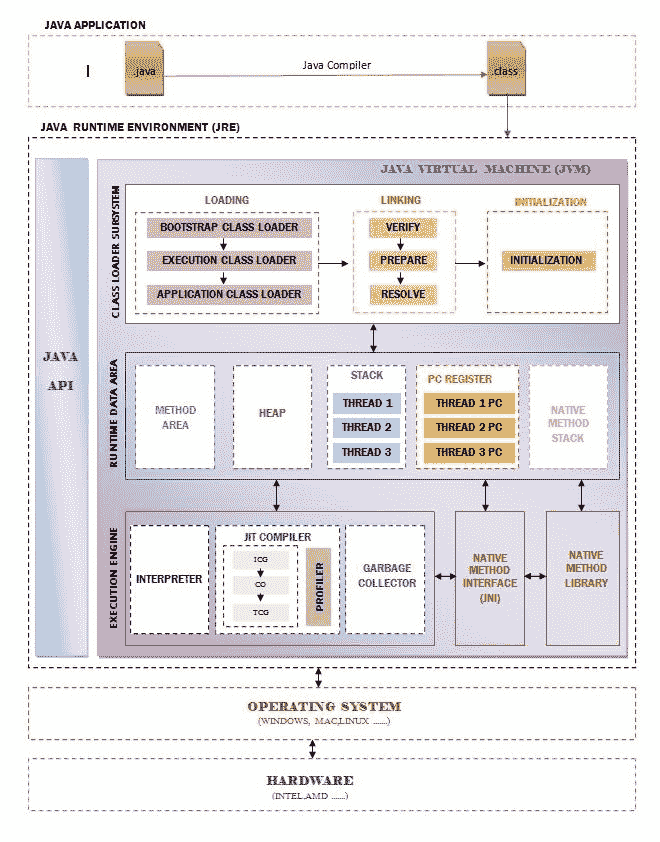 JAVA APPLICATION
.java
Java Compiler
.class
JAVA RUNTIME ENVIRONMENT (JRE)
JAVA VIRTUAL MACHINE (JVM)
JAVA
API
CLASS LOADER SUBSYSTEM
LOADING
BOOTSTRAP CLASS LOADER
EXECUTION CLASS LOADER
APPLICATION CLASS LOADER
LINKING
VERIFY
PREPARE
RESOLVE
INITIALIZATION
INITIALIZATION
RUNTIME DATA AREA
METHOD
AREA
HEAP
STACK
THREAD 1
THREAD 2
THREAD 3
PC REGISTER
THREAD 1 PC
THREAD 2 PC
THREAD 3 PC
NATIVE
METHOD
STACK
EXECUTION ENGINE
INTERPRETER
JIT COMPILER
ICG
CO
TCG
PROFILER
GARBAGE
COLLECTOR
NATIVE
METHOD
INTERFACE
(JNI)
NATIVE
METHOD
LIBRARY
OPERATING SYSTEM
(WINDOWS, MAC,LINUX ......)
HARDWARE
(INTEL,AMD ......)